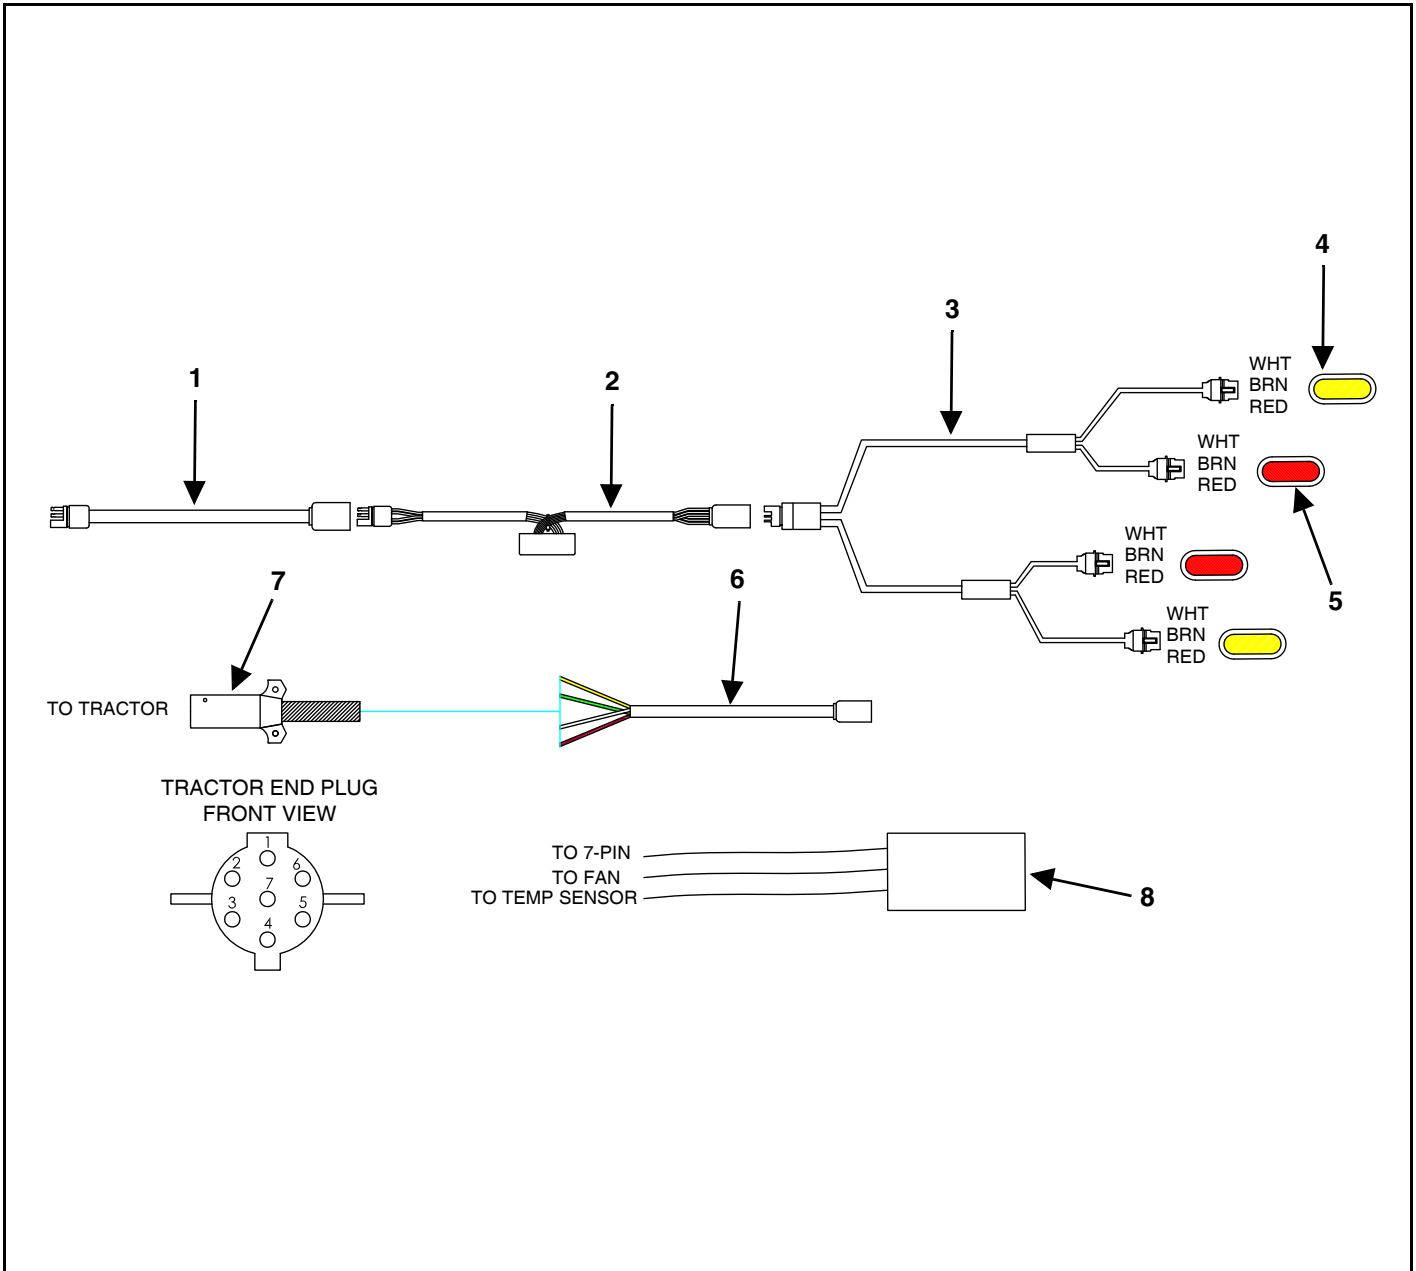 4
3
WHT
BRN
RED
1
2
WHT
BRN
RED
WHT
BRN
RED
7
6
5
WHT
BRN
RED
TO TRACTOR
TRACTOR END PLUG
FRONT VIEW
1
2
6
7
3
5
4
TO 7-PIN
TO FAN
TO TEMP SENSOR
8